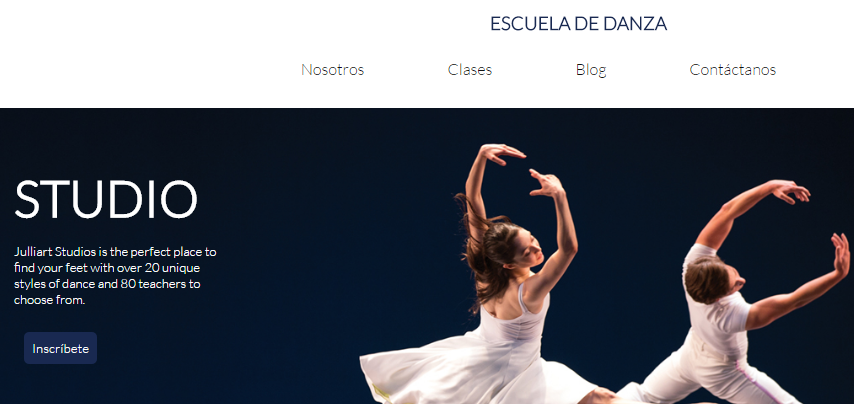 ESCUELA DE DANZA
Nosotros
Clases
Blog
Contáctanos
STUDIO
Julliart Studios is the perfect place to
find your feet with over 20 unique
styles of dance and 80 teachers to
choose from.
Inscríbete